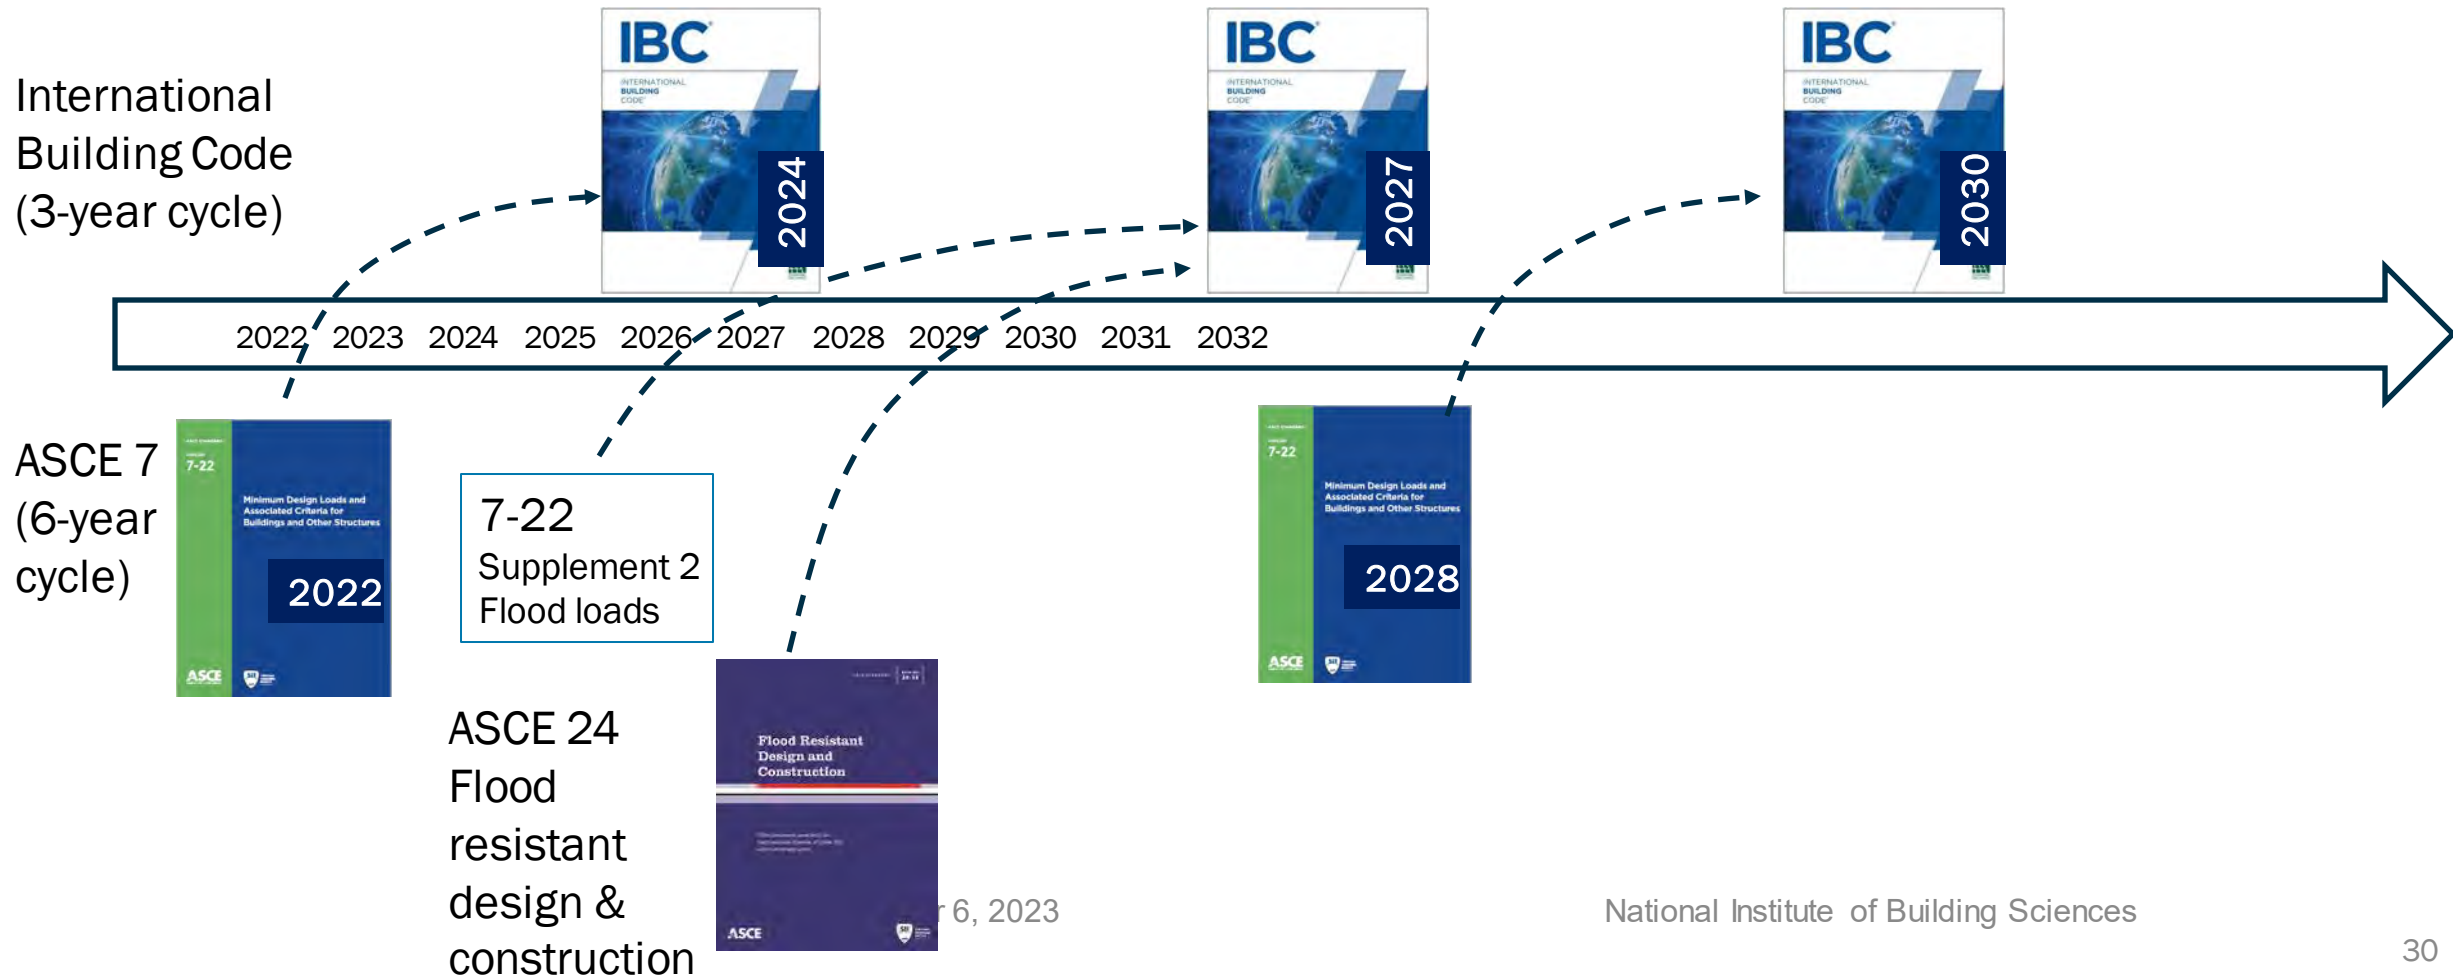 International
Building Code
(3-year cycle)
IBC
INTERNATIONAL
BUILDING
CODE
2024
IBC
INTERNATIONAL
BUILDING
CODE
2027
IBC
INTERNATIONAL
BUILDING
CODE
2030
2022 2023 2024 2025 2026 2027 2028 2029 2030 2031 2032
ASCE 7
(6-year
cycle)
7-22
Minimum Design Loads and
Associated Criteria for
Buildings and Other Structures
2022
ASCE
7-22
Supplement 2
Flood loads
7-22
Minimum Design Loads and
Associated Criteria for
Buildings and Other Structures
2028
ASCE
ASCE 24
Flood
resistant
design &
construction
Flood Resistant
Design and
Construction
ASCE
r 6, 2023
National Institute of Building Sciences
30